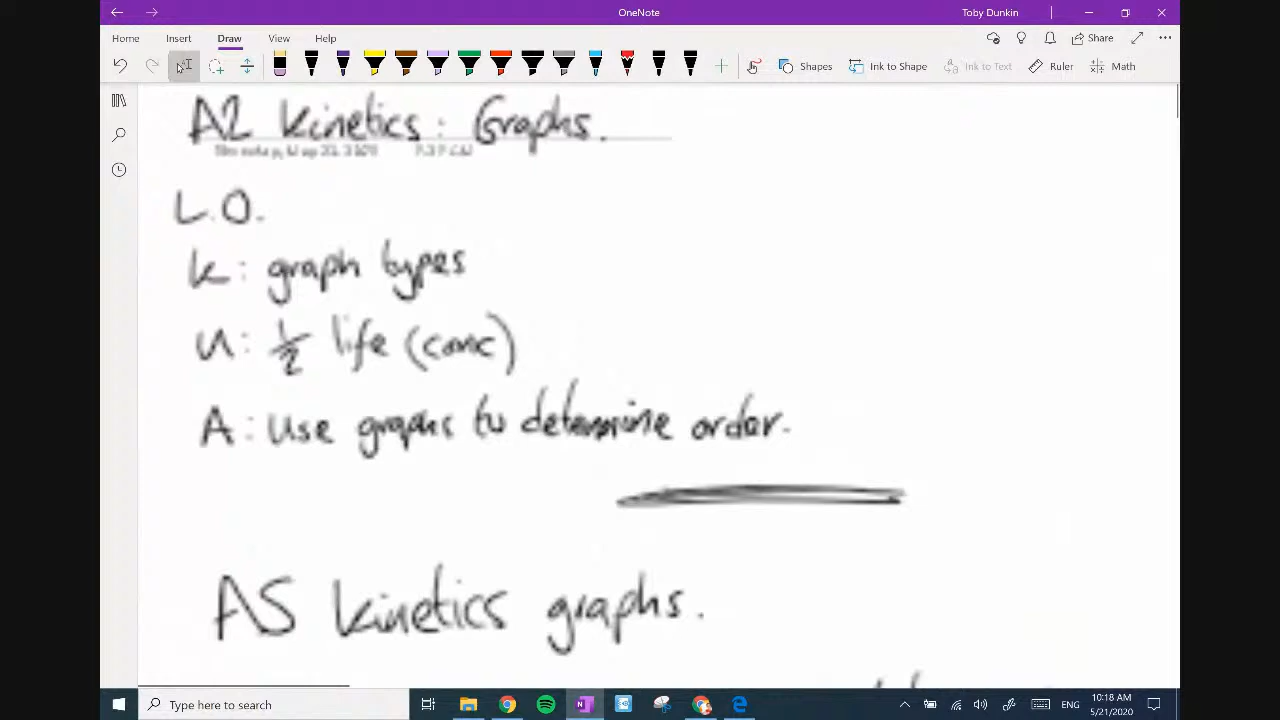 OneNote
Toby Dunkin
Home Insert Draw View Help
Share
Shapes
Ink to Shape
Ink to Text
Ruler
Math
A2 kinetics: Graphs.
L.O.
k: graph types
U: ½ life (conc)
A: Use graphs to determine order.
AS kinetics graphs.
Type here to search
ENG
10:18 AM
5/21/2020